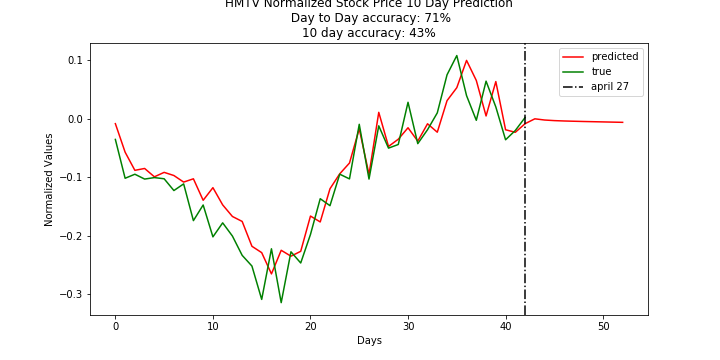 HMTV Normalized Stock Price 10 Day Prediction
Day to Day accuracy: 71%
10 day accuracy: 43%
predicted
true
april 27
0.1
0.0
−0.1
−0.2
−0.3
Normalized Values
0
10
20
30
40
50
Days